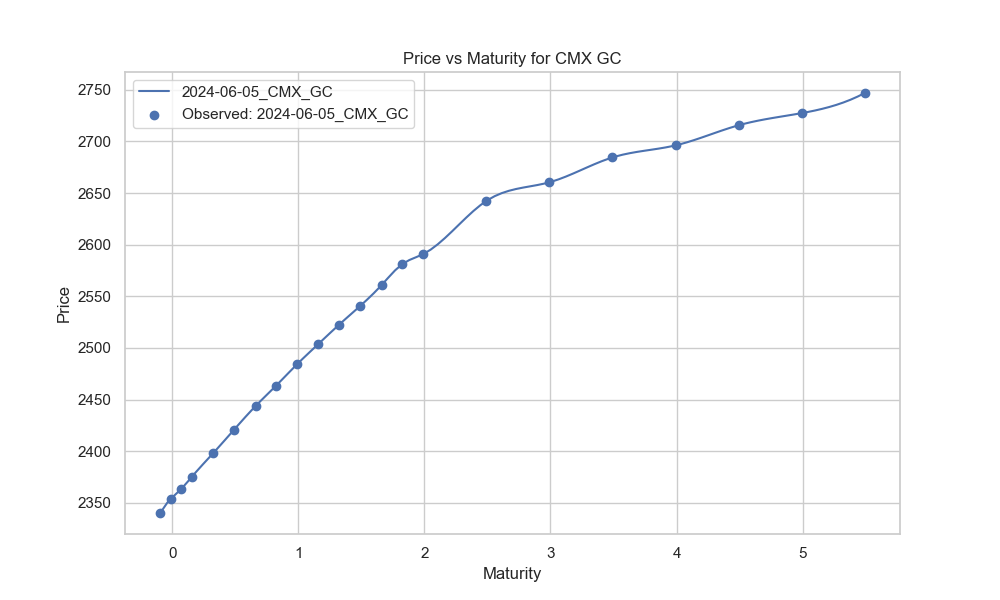 Price vs Maturity for CMX GC
2024-06-05_CMX_GC
Observed: 2024-06-05_CMX_GC
2750
2700
2650
2600
2550
2500
2450
2400
2350
Price
0 1 2 3 4 5
Maturity